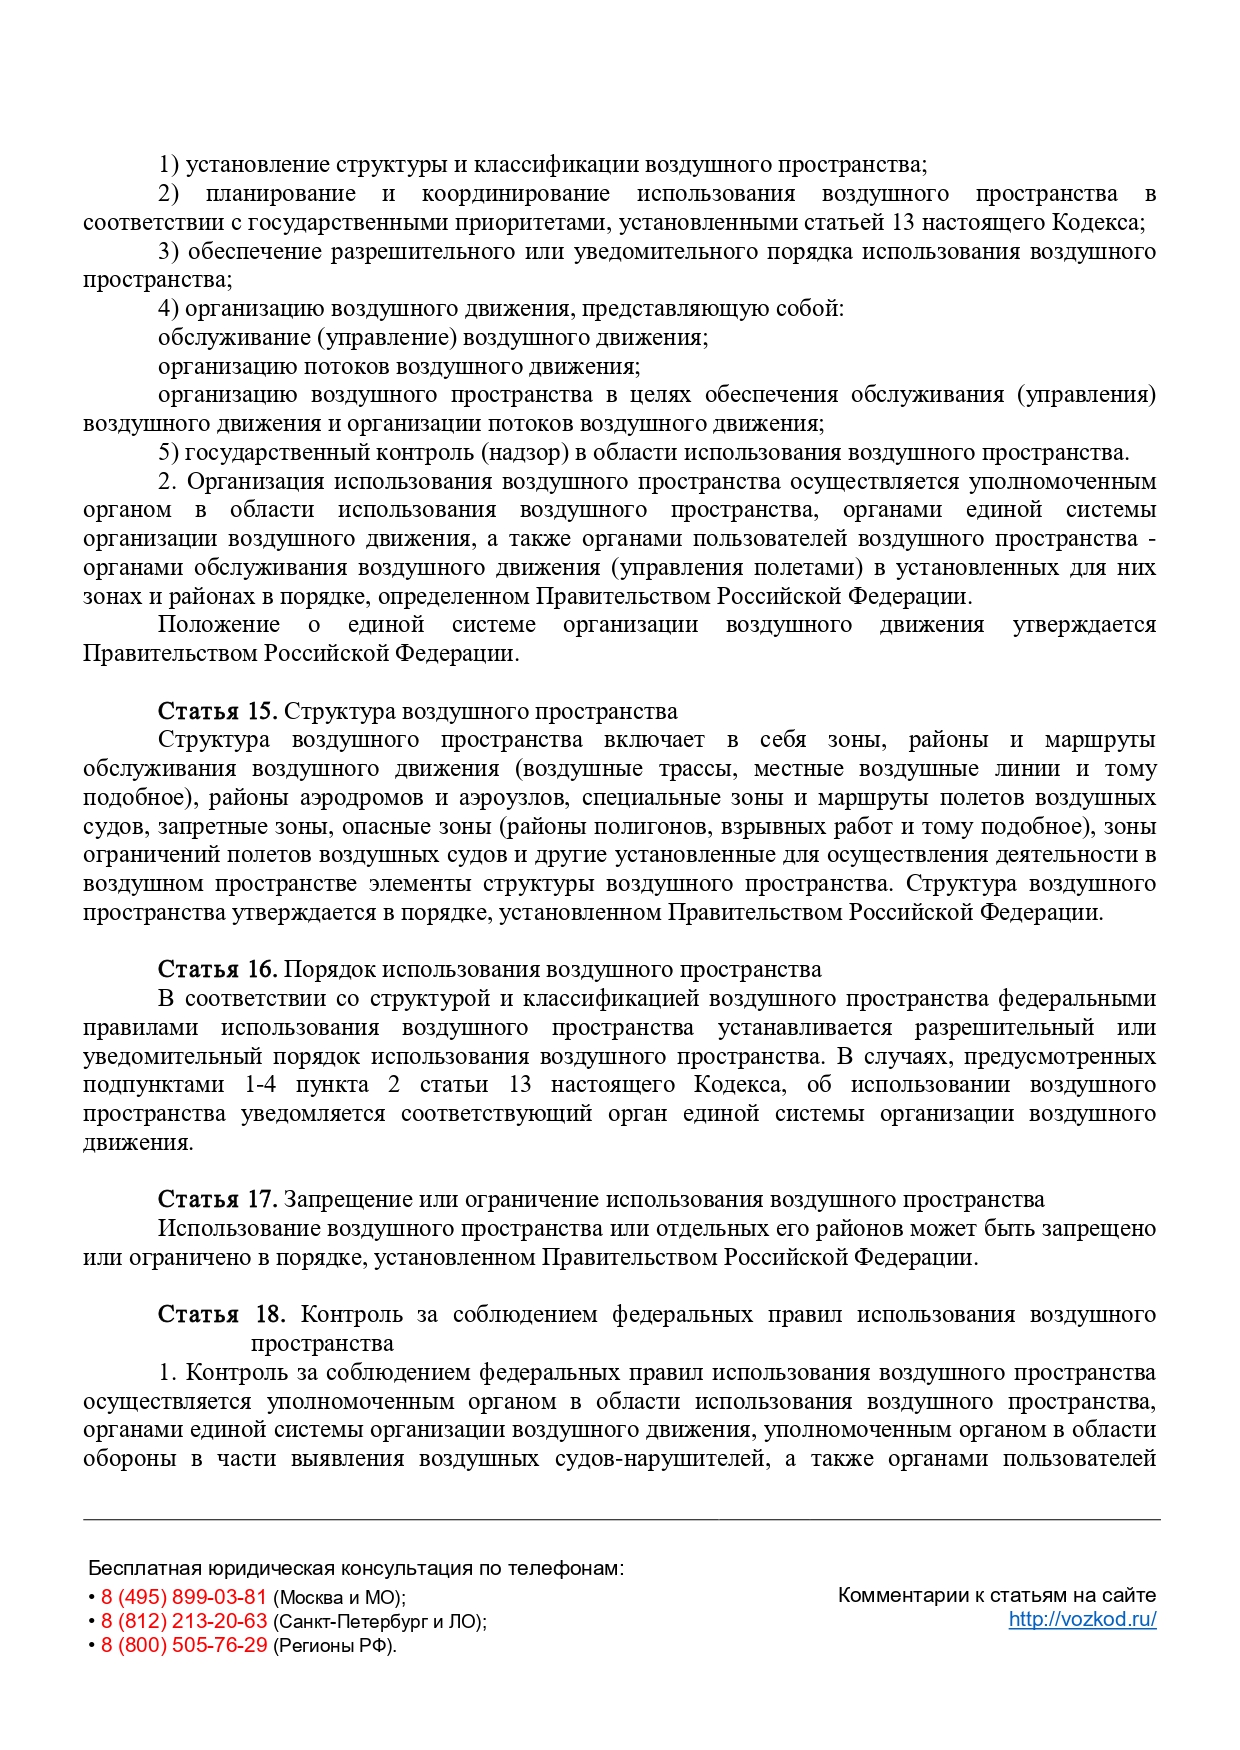 1) установление структуры и классификации воздушного пространства;
2) планирование и координирование использования воздушного пространства в
соответствии с государственными приоритетами, установленными статьей 13 настоящего Кодекса;
3) обеспечение разрешительного или уведомительного порядка использования воздушного
пространства;
4) организацию воздушного движения, представляющую собой:
обслуживание (управление) воздушного движения;
организацию потоков воздушного движения;
организацию воздушного пространства в целях обеспечения обслуживания (управления)
воздушного движения и организации потоков воздушного движения;
5) государственный контроль (надзор) в области использования воздушного пространства.
2. Организация использования воздушного пространства осуществляется уполномоченным
органом в области использования воздушного пространства, органами единой системы
организации воздушного движения, а также органами пользователей воздушного пространства -
органами обслуживания воздушного движения (управления полетами) в установленных для них
зонах и районах в порядке, определенном Правительством Российской Федерации.
Положение о единой системе организации воздушного движения утверждается
Правительством Российской Федерации.
Статья 15. Структура воздушного пространства
Структура воздушного пространства включает в себя зоны, районы и маршруты
обслуживания воздушного движения (воздушные трассы, местные воздушные линии и тому
подобное), районы аэродромов и аэроузлов, специальные зоны и маршруты полетов воздушных
судов, запретные зоны, опасные зоны (районы полигонов, взрывных работ и тому подобное), зоны
ограничений полетов воздушных судов и другие установленные для осуществления деятельности в
воздушном пространстве элементы структуры воздушного пространства. Структура воздушного
пространства утверждается в порядке, установленном Правительством Российской Федерации.
Статья 16. Порядок использования воздушного пространства
В соответствии со структурой и классификацией воздушного пространства федеральными
правилами использования воздушного пространства устанавливается разрешительный или
уведомительный порядок использования воздушного пространства. В случаях, предусмотренных
подпунктами 1-4 пункта 2 статьи 13 настоящего Кодекса, об использовании воздушного
пространства уведомляется соответствующий орган единой системы организации воздушного
движения.
Статья 17. Запрещение или ограничение использования воздушного пространства
Использование воздушного пространства или отдельных его районов может быть запрещено
или ограничено в порядке, установленном Правительством Российской Федерации.
Статья 18. Контроль за соблюдением федеральных правил использования воздушного
пространства
1. Контроль за соблюдением федеральных правил использования воздушного пространства
осуществляется уполномоченным органом в области использования воздушного пространства,
органами единой системы организации воздушного движения, уполномоченным органом в области
обороны в части выявления воздушных судов-нарушителей, а также органами пользователей
Бесплатная юридическая консультация по телефонам:
• 8 (495) 899-03-81 (Москва и МО);
• 8 (812) 213-20-63 (Санкт-Петербург и ЛО);
• 8 (800) 505-76-29 (Регионы РФ).
Комментарии к статьям на сайте
http://vozkod.ru/